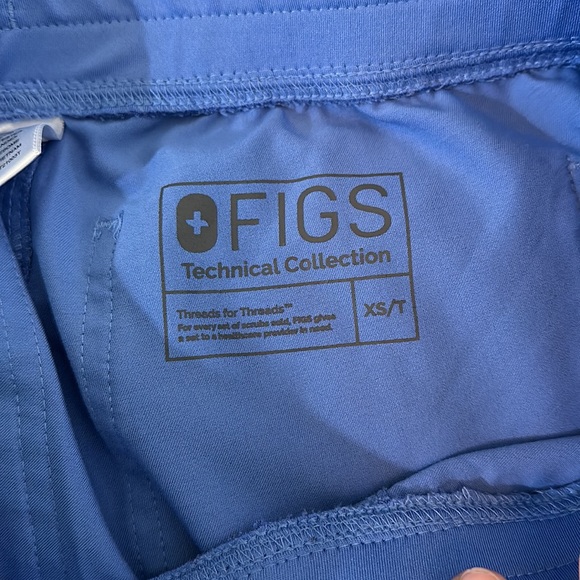 FIGS
Technical Collection
Threads for Threads™
For every set of scrubs sold, FIGS gives
a set to a healthcare provider in need.
XS/T